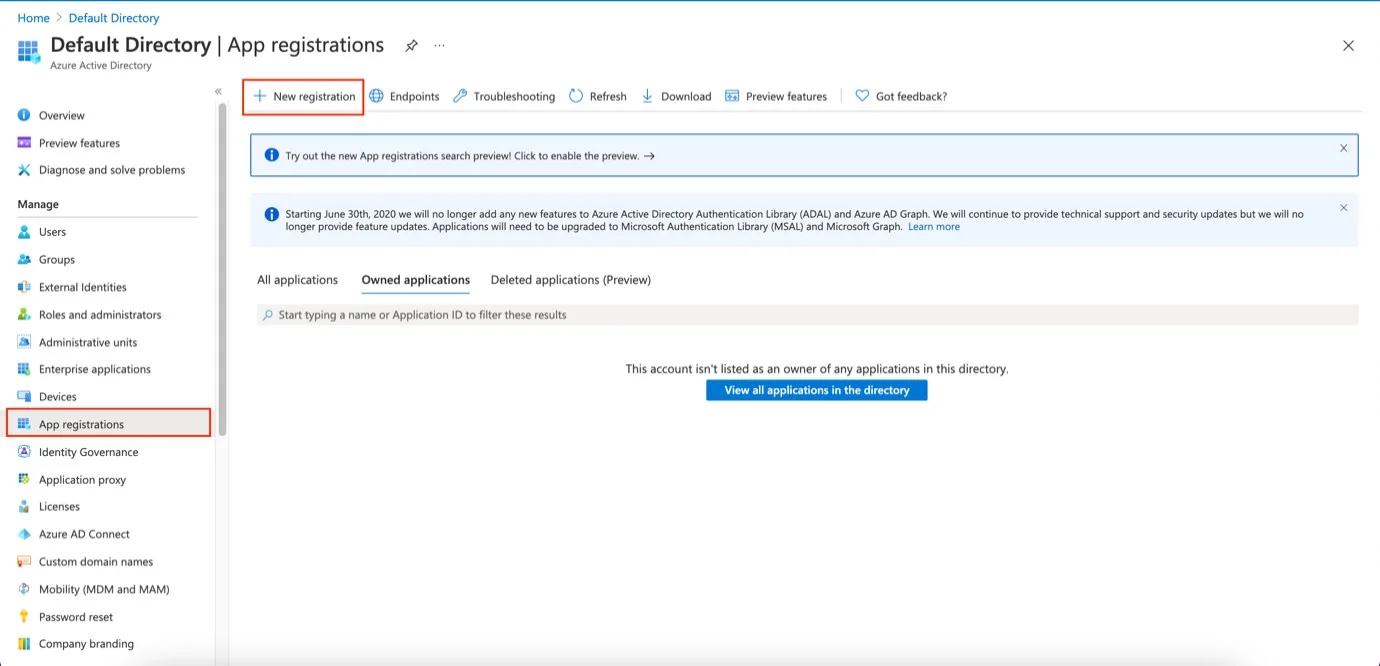 Home > Default Directory
Default Directory | App registrations
Azure Active Directory
Overview
Preview features
Diagnose and solve problems
Manage
Users
Groups
External Identities
Roles and administrators
Administrative units
Enterprise applications
Devices
App registrations
Identity Governance
Application proxy
Licenses
Azure AD Connect
Custom domain names
Mobility (MDM and MAM)
Password reset
Company branding
New registration Endpoints Troubleshooting Refresh Download Preview features Got feedback?
Try out the new App registrations search preview! Click to enable the preview. →
Starting June 30th, 2020 we will no longer add any new features to Azure Active Directory Authentication Library (ADAL) and Azure AD Graph. We will continue to provide technical support and security updates but we will no
longer provide feature updates. Applications will need to be upgraded to Microsoft Authentication Library (MSAL) and Microsoft Graph. Learn more
All applications Owned applications Deleted applications (Preview)
Start typing a name or Application ID to filter these results
This account isn't listed as an owner of any applications in this directory.
View all applications in the directory